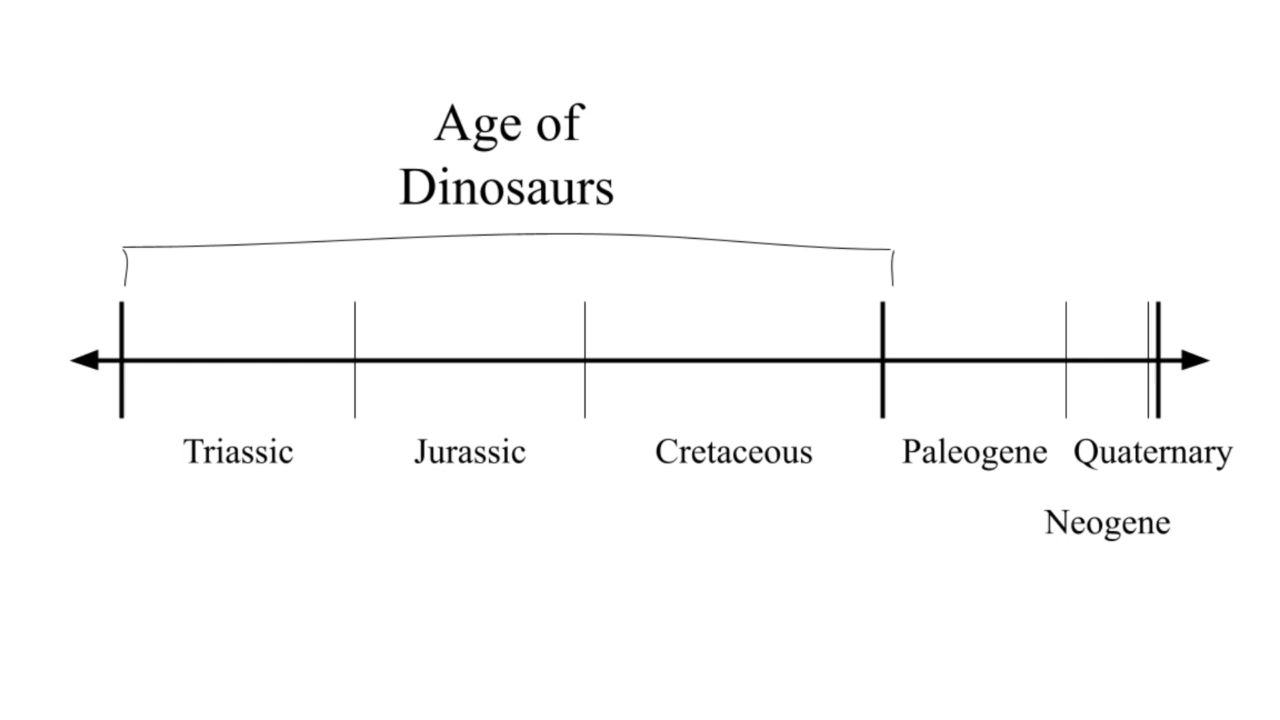 Age of
Dinosaurs
Triassic
Jurassic
Cretaceous
Paleogene
Quaternary
Neogene